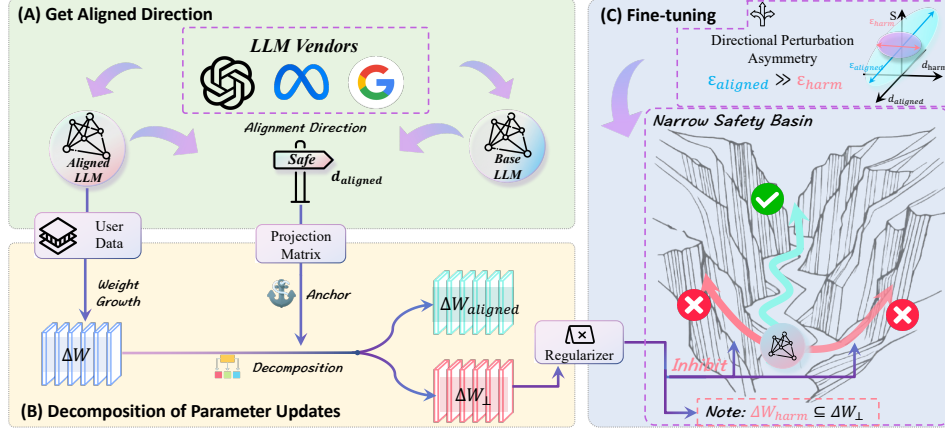 (A) Get Aligned Direction
LLM Vendors
Alignment Direction
Aligned
LLM
Safe
d_aligned
Base
LLM
User
Data
Projection
Matrix
Weight
Growth
Anchor
ΔW
Decomposition
ΔW_aligned
ΔW_⊥
Regularizer
(B) Decomposition of Parameter Updates
(C) Fine-tuning
Directional Perturbation
Asymmetry
ε_aligned ≫ ε_harm
S
ε_harm
ε_aligned
d_harm
d_aligned
Narrow Safety Basin
Inhibit
Note: ΔW_harm ⊆ ΔW_⊥